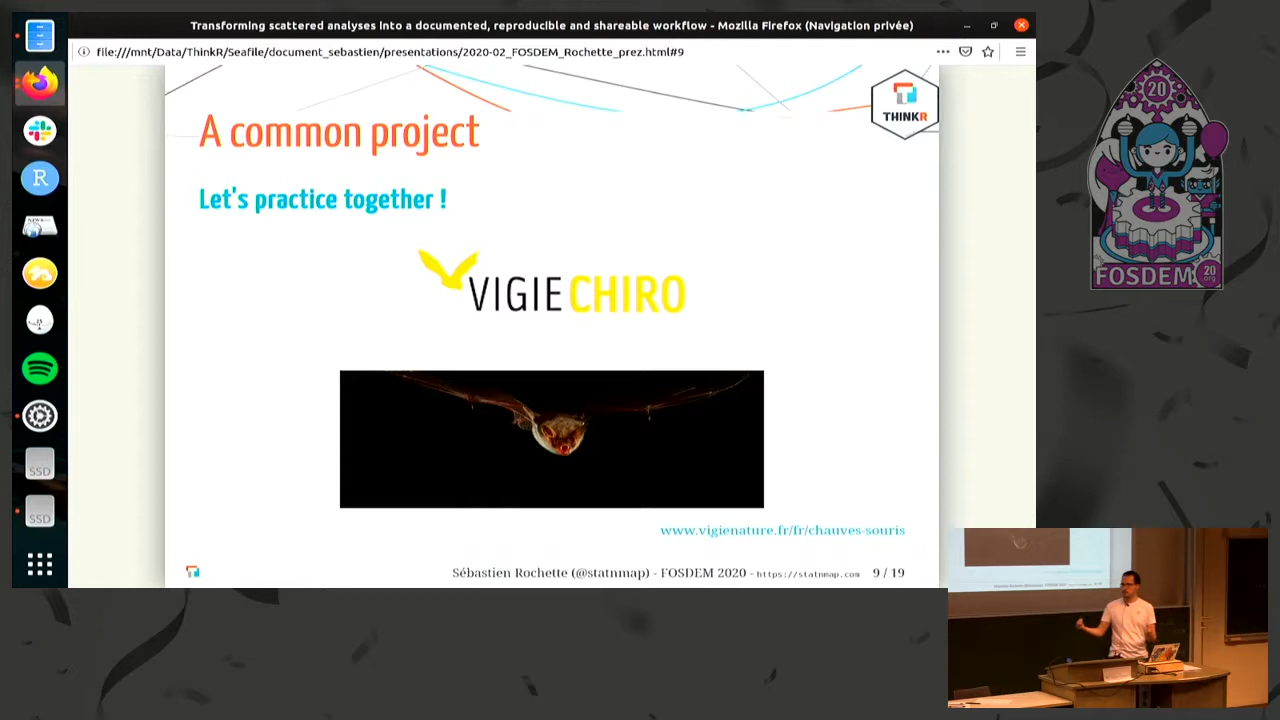 Transforming scattered analyses into a documented, reproducible and shareable workflow - Mozilla Firefox (Navigation privée)
file:///mnt/Data/ThinkR/Seafile/document_sebastien/presentations/2020-02_FOSDEM_Rochette_prez.html#9
THINKR
A common project
Let's practice together !
VIGIE CHIRO
www.vigienature.fr/fr/chauves-souris
Sébastien Rochette (@statnmap) - FOSDEM 2020 - https://statnmap.com
9 / 19
R
SSD
SSD
20
FOSDEM
20
.org